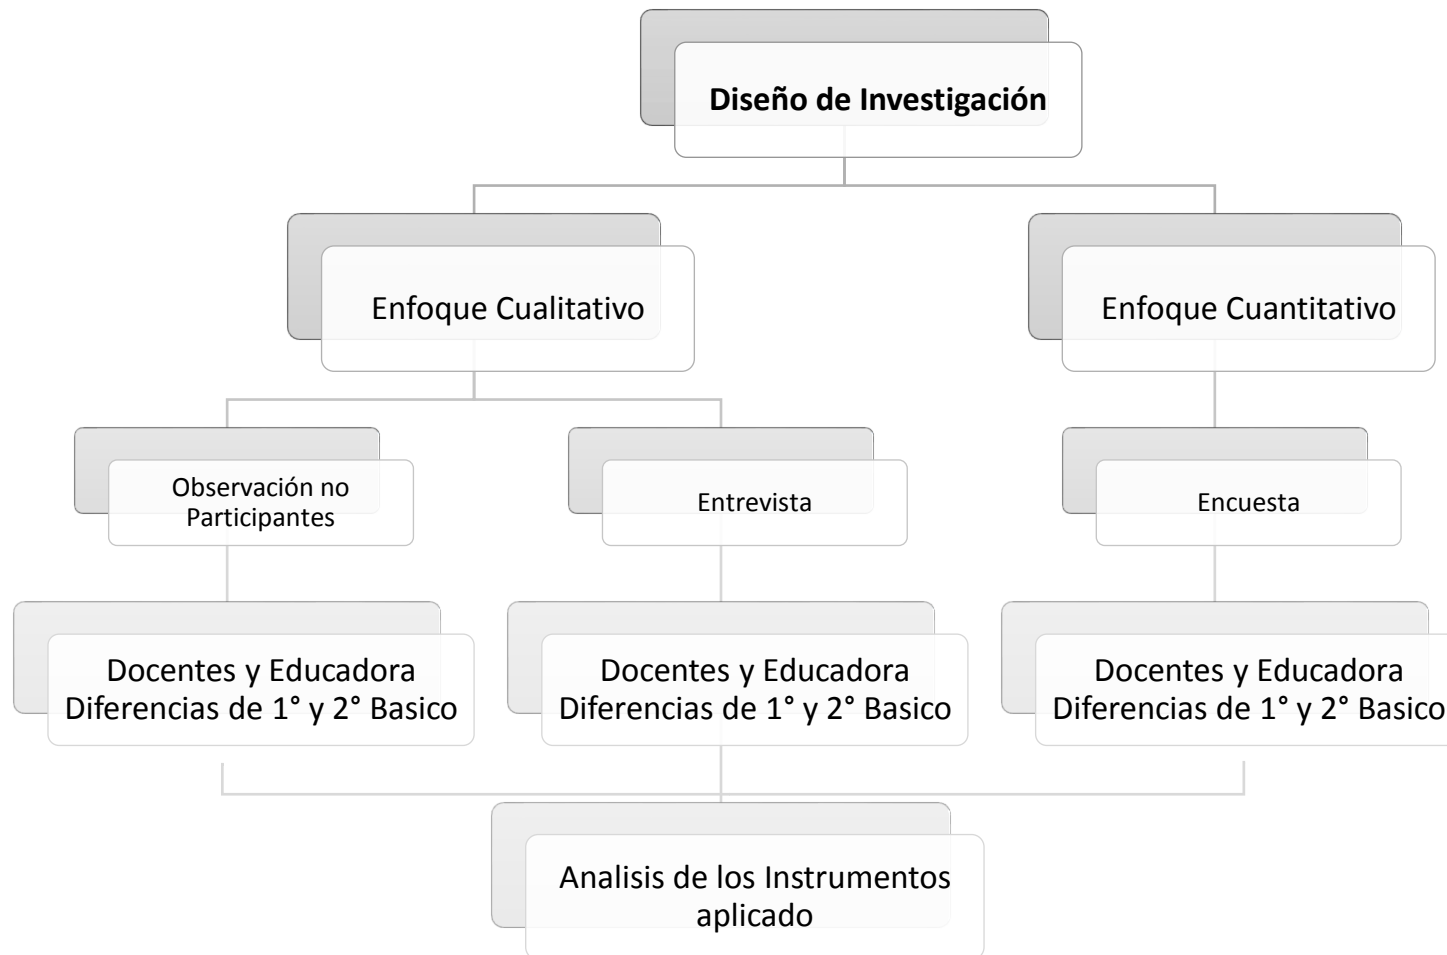 Diseño de Investigación
Enfoque Cualitativo
Enfoque Cuantitativo
Observación no
Participantes
Entrevista
Encuesta
Docentes y Educadora
Diferencias de 1° y 2° Basico
Docentes y Educadora
Diferencias de 1° y 2° Basico
Docentes y Educadora
Diferencias de 1° y 2° Basico
Analisis de los Instrumentos
aplicado